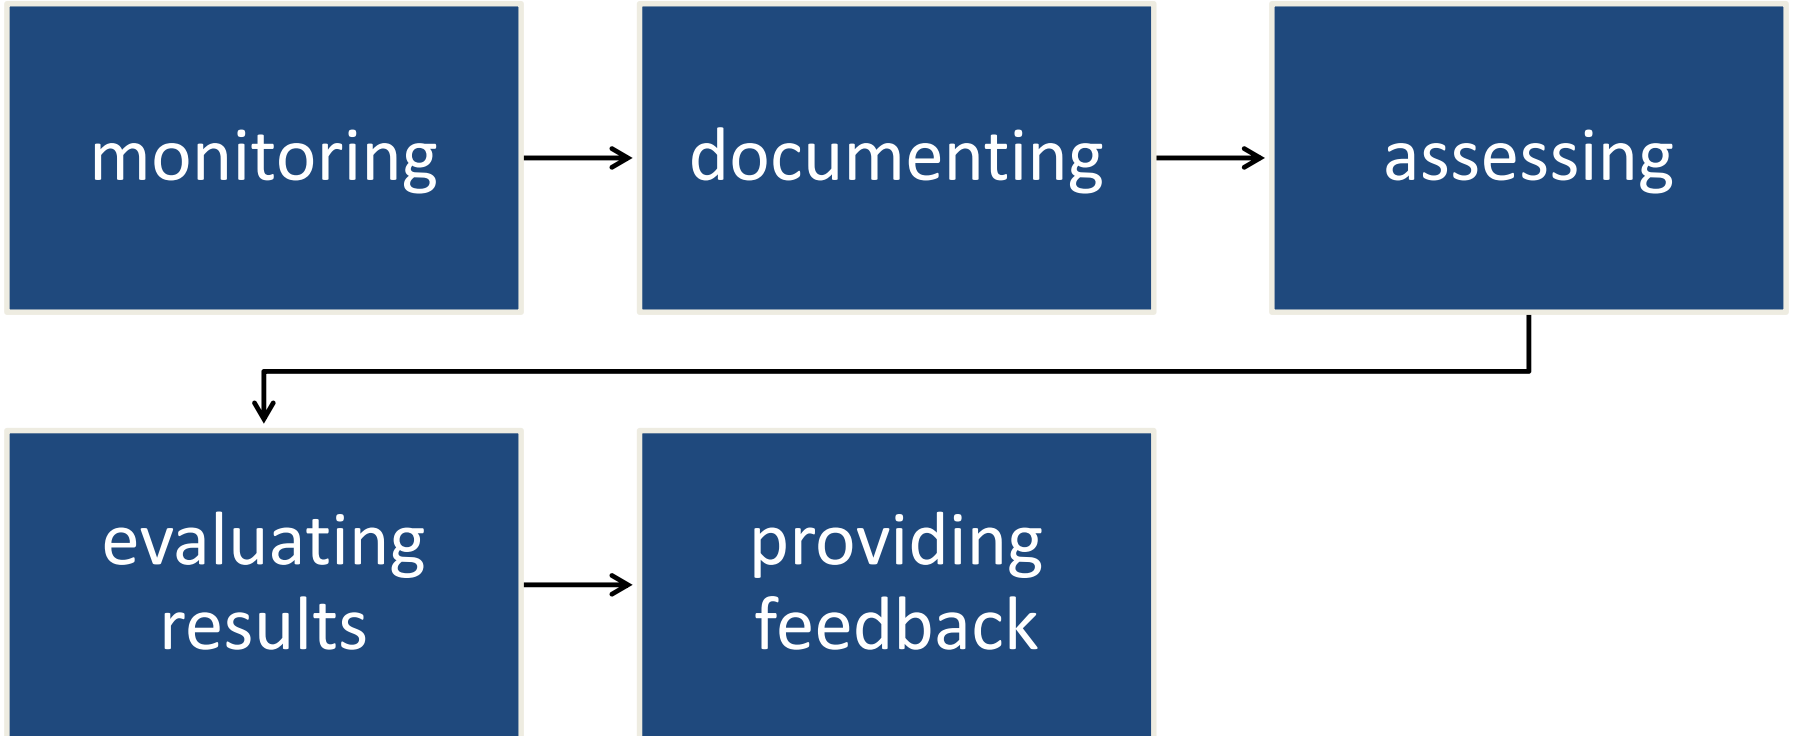 monitoring
documenting
assessing
evaluating
results
providing
feedback